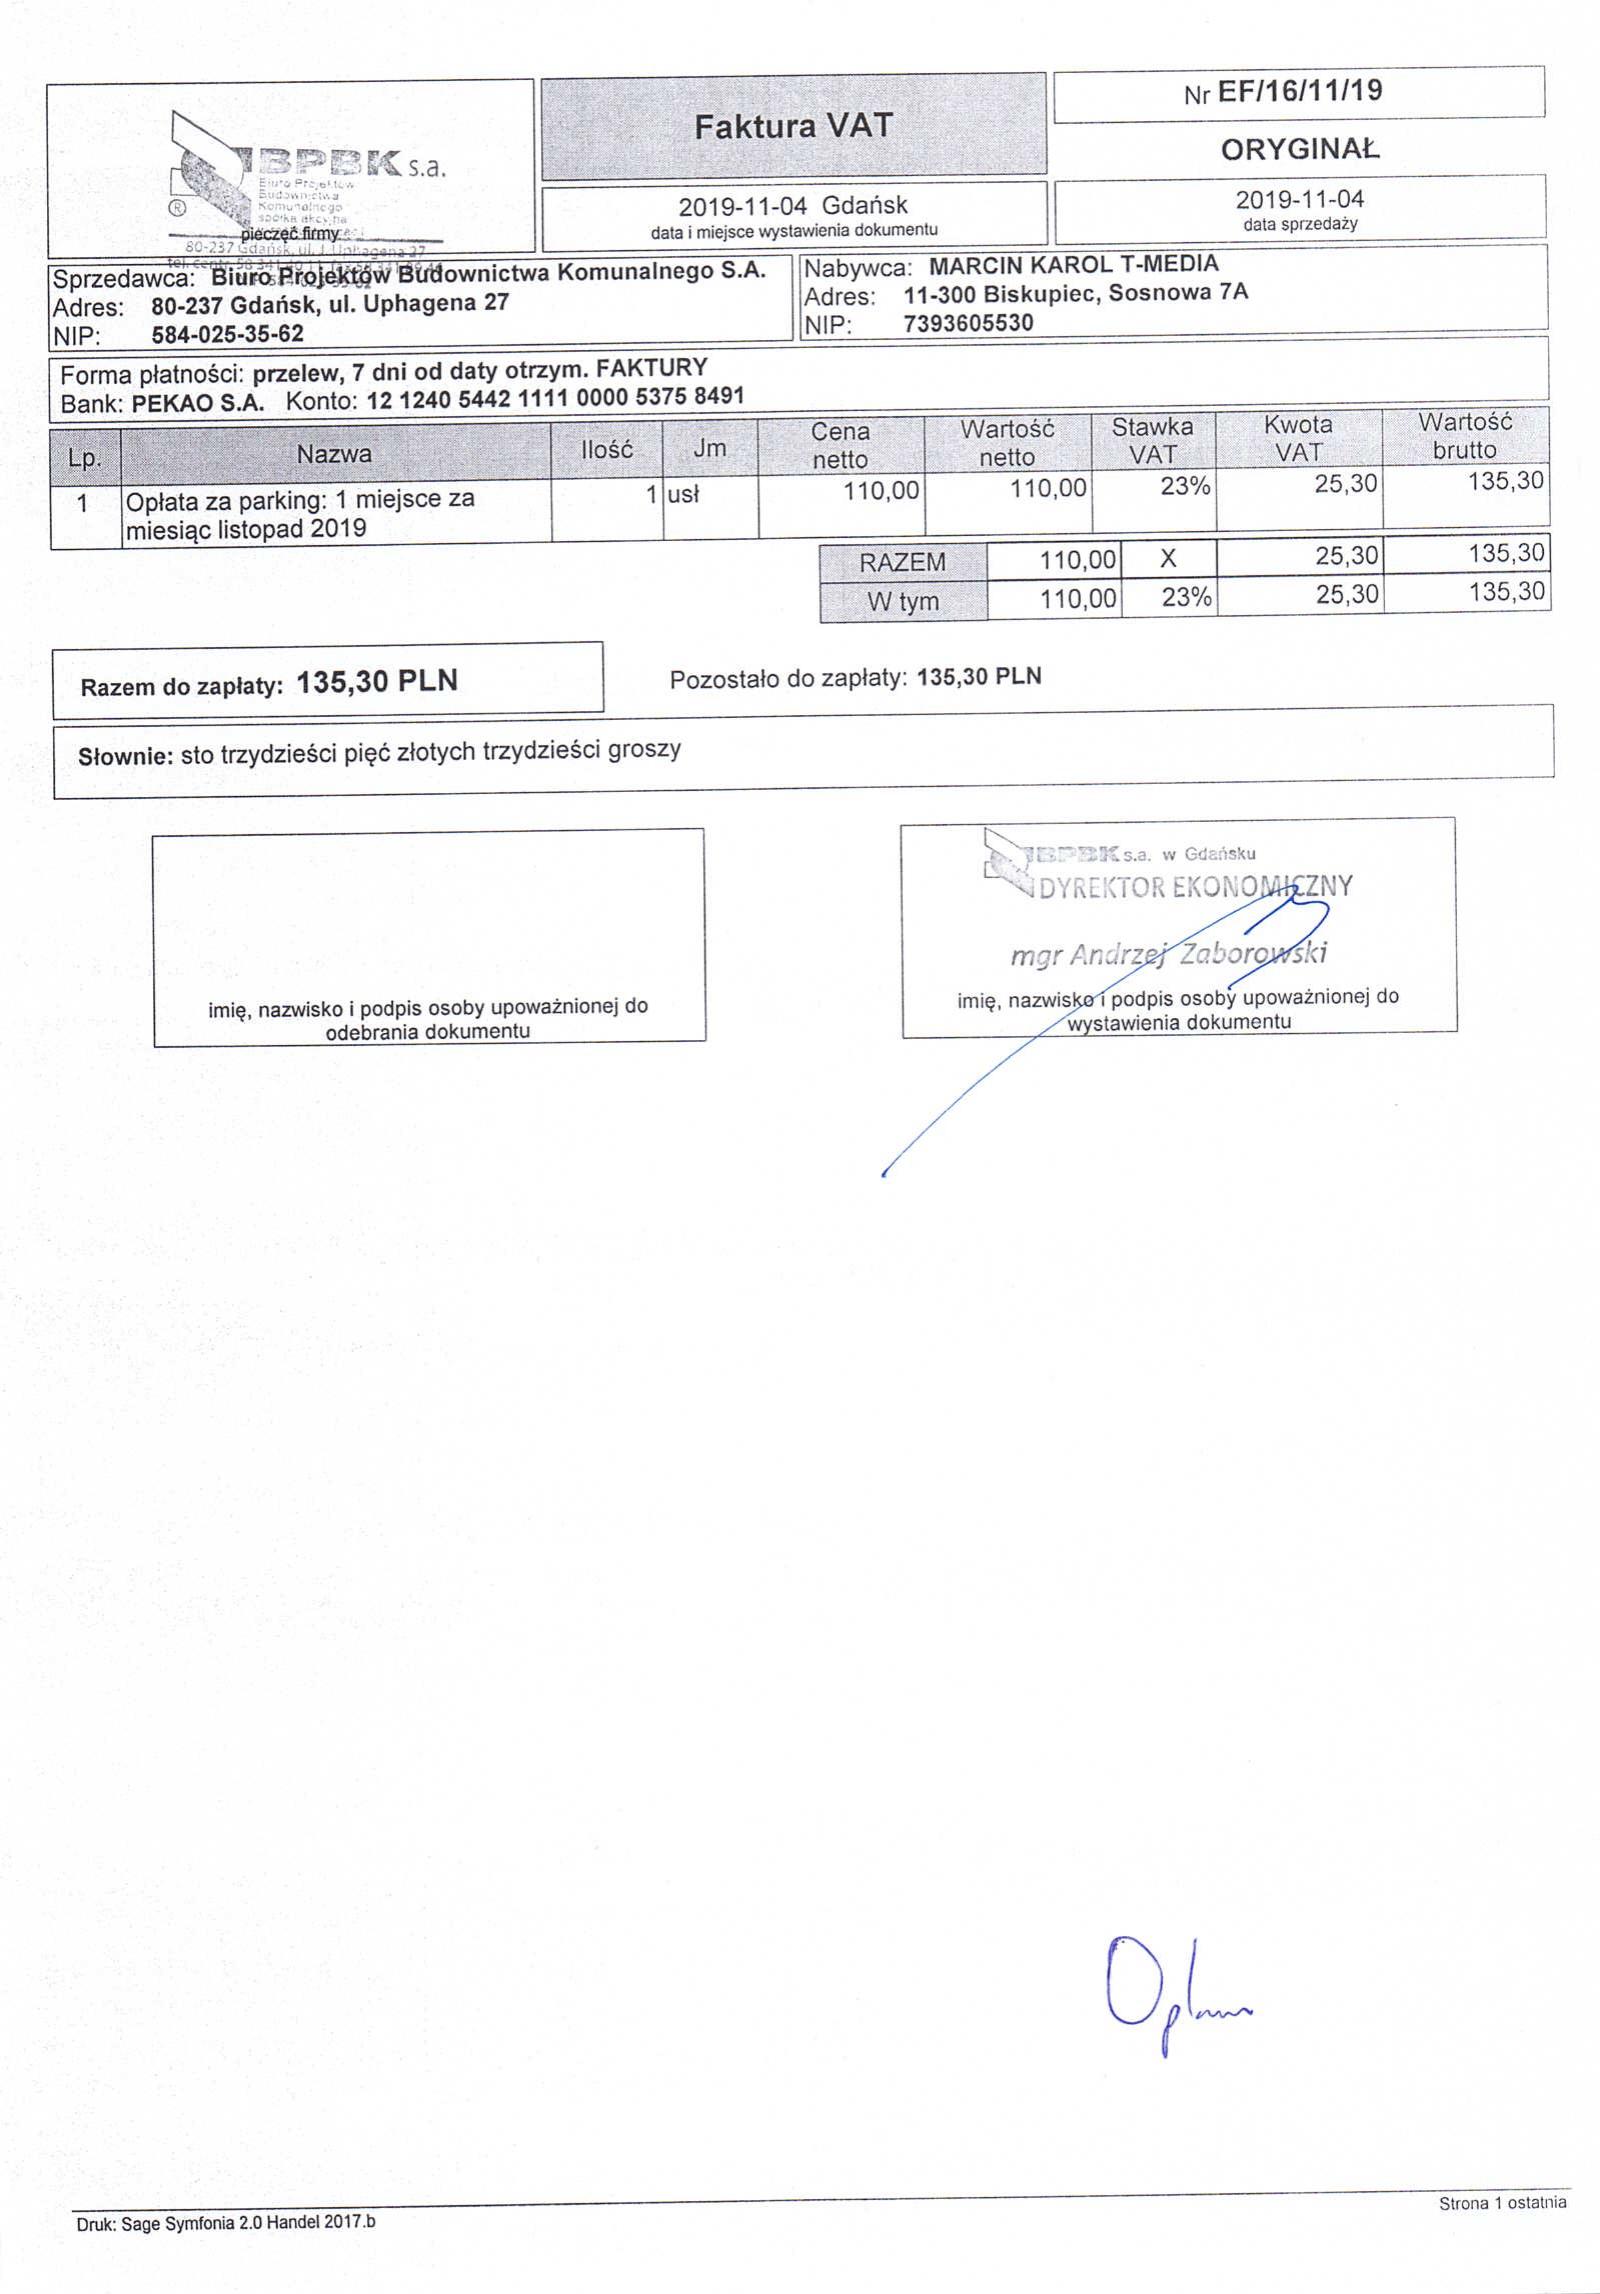 Nr EF/16/11/19
Faktura VAT
ORYGINAŁ
BPBK s.a.
Biuro Projektów
Budownictwa
Komunalnego
spółka akcyjna
®
pieczęć firmy
80-237 Gdańsk, ul. J. Uphagena 27
2019-11-04 Gdańsk
data i miejsce wystawienia dokumentu
2019-11-04
data sprzedaży
Sprzedawca: Biuro Projektów Budownictwa Komunalnego S.A.
Adres: 80-237 Gdańsk, ul. Uphagena 27
NIP: 584-025-35-62
Nabywca: MARCIN KAROL T-MEDIA
Adres: 11-300 Biskupiec, Sosnowa 7A
NIP: 7393605530
Forma płatności: przelew, 7 dni od daty otrzym. FAKTURY
Bank: PEKAO S.A. Konto: 12 1240 5442 1111 0000 5375 8491
Lp. Nazwa Ilość Jm Cena netto Wartość netto Stawka VAT Kwota VAT Wartość brutto
1 Opłata za parking: 1 miejsce za 1 usł 110,00 110,00 23% 25,30 135,30
miesiąc listopad 2019
RAZEM 110,00 X 25,30 135,30
W tym 110,00 23% 25,30 135,30
Razem do zapłaty: 135,30 PLN
Pozostało do zapłaty: 135,30 PLN
Słownie: sto trzydzieści pięć złotych trzydzieści groszy
imię, nazwisko i podpis osoby upoważnionej do
odebrania dokumentu
BPBK s.a. w Gdańsku
DYREKTOR EKONOMICZNY
mgr Andrzej Zaborowski
imię, nazwisko i podpis osoby upoważnionej do
wystawienia dokumentu
Strona 1 ostatnia
Druk: Sage Symfonia 2.0 Handel 2017.b